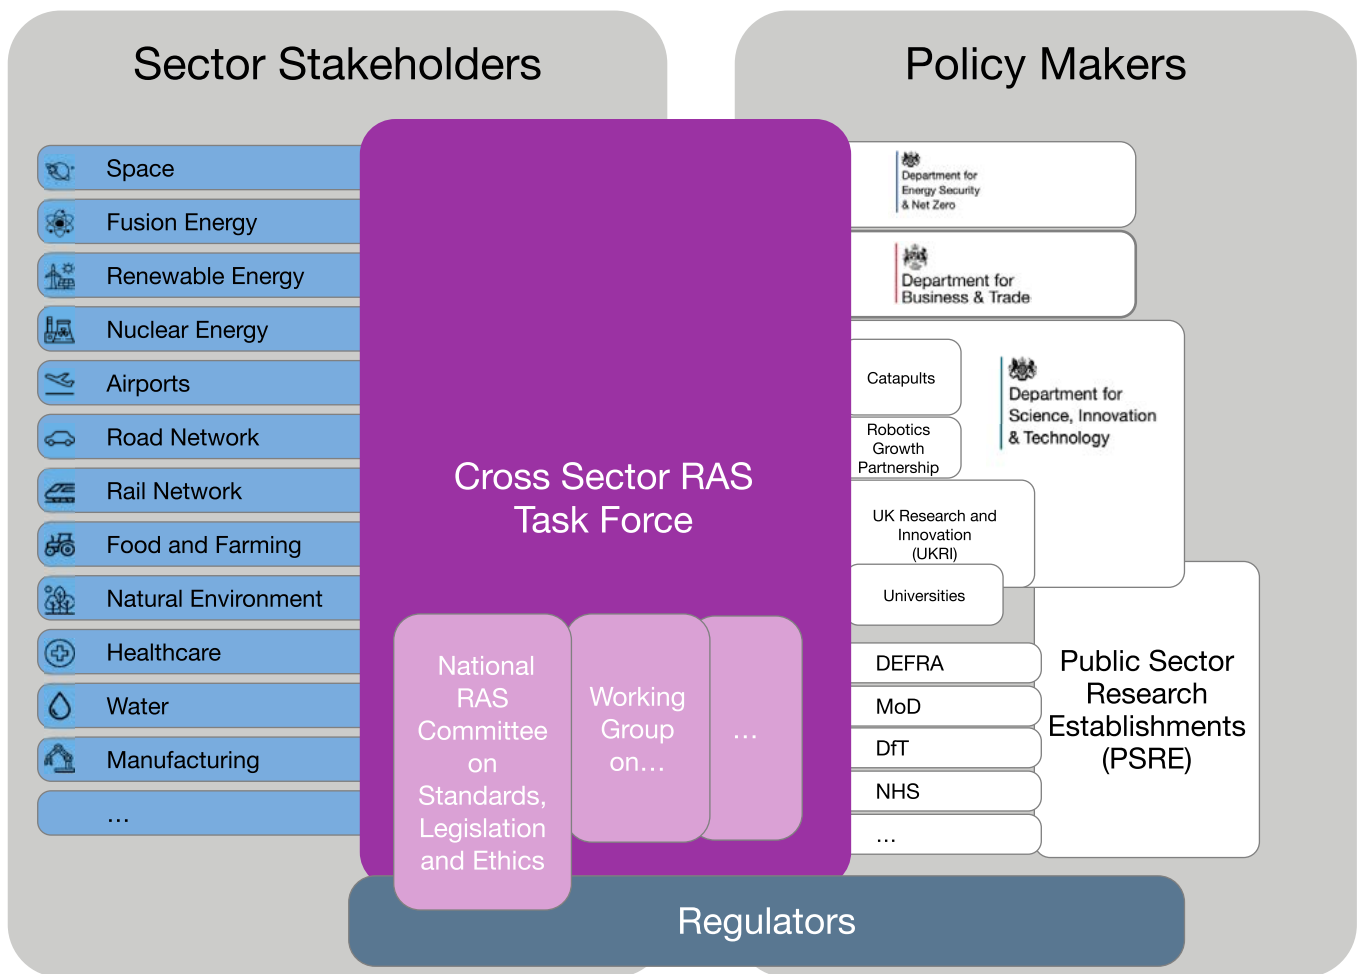 Sector Stakeholders
Space
Fusion Energy
Renewable Energy
Nuclear Energy
Airports
Road Network
Rail Network
Food and Farming
Natural Environment
Healthcare
Water
Manufacturing
...
Cross Sector RAS
Task Force
National
RAS
Committee
on
Standards,
Legislation
and Ethics
Working
Group
on...
...
Policy Makers
Department for
Energy Security
& Net Zero
Department for
Business & Trade
Catapults
Robotics
Growth
Partnership
Department for
Science, Innovation
& Technology
UK Research and
Innovation
(UKRI)
Universities
DEFRA
MoD
DfT
NHS
...
Public Sector
Research
Establishments
(PSRE)
Regulators